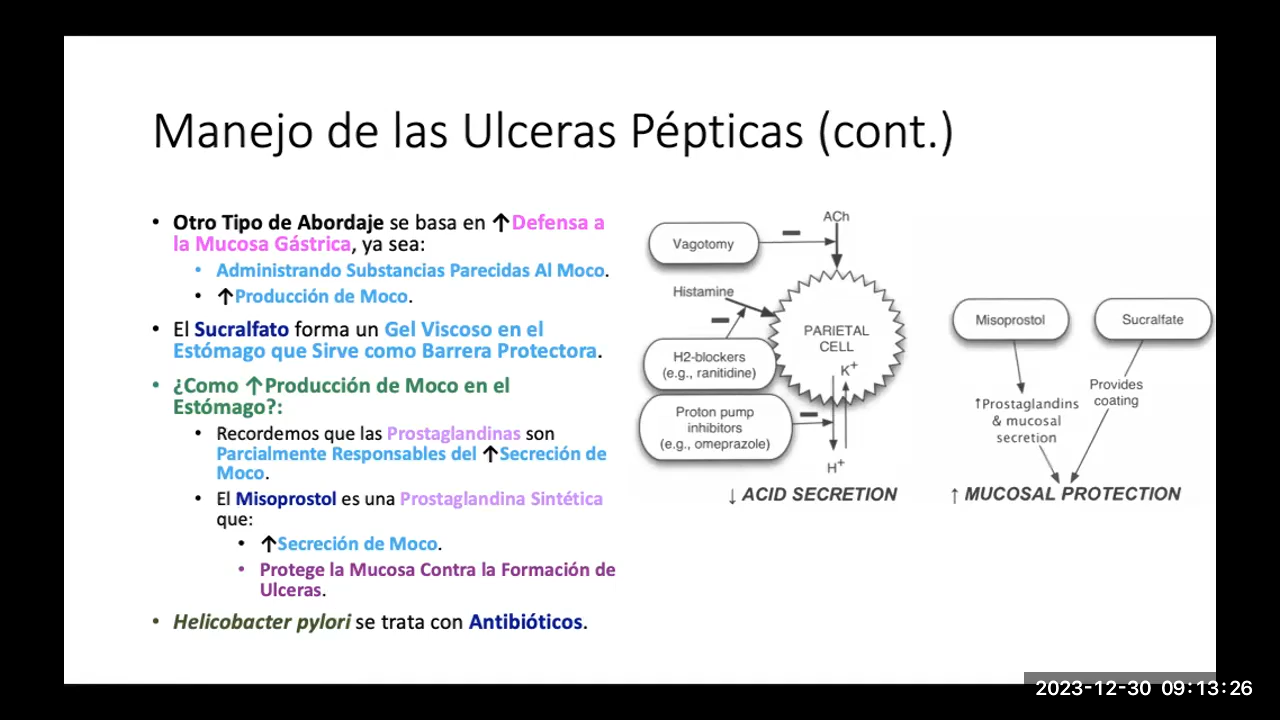 Manejo de las Ulceras Pépticas (cont.)
• Otro Tipo de Abordaje se basa en ↑Defensa a
la Mucosa Gástrica, ya sea:
• Administrando Substancias Parecidas Al Moco.
• ↑Producción de Moco.
• El Sucralfato forma un Gel Viscoso en el
Estómago que Sirve como Barrera Protectora.
• ¿Como ↑Producción de Moco en el
Estómago?:
• Recordemos que las Prostaglandinas son
Parcialmente Responsables del ↑Secreción de
Moco.
• El Misoprostol es una Prostaglandina Sintética
que:
• ↑Secreción de Moco.
• Protege la Mucosa Contra la Formación de
Ulceras.
• Helicobacter pylori se trata con Antibióticos.
ACh
Vagotomy
Histamine
PARIETAL
CELL
H2-blockers
(e.g., ranitidine)
K+
Proton pump
inhibitors
(e.g., omeprazole)
H+
↓ ACID SECRETION
Misoprostol
Sucralfate
↑Prostaglandins
& mucosal
secretion
Provides
coating
↑ MUCOSAL PROTECTION
2023-12-30 09:13:26